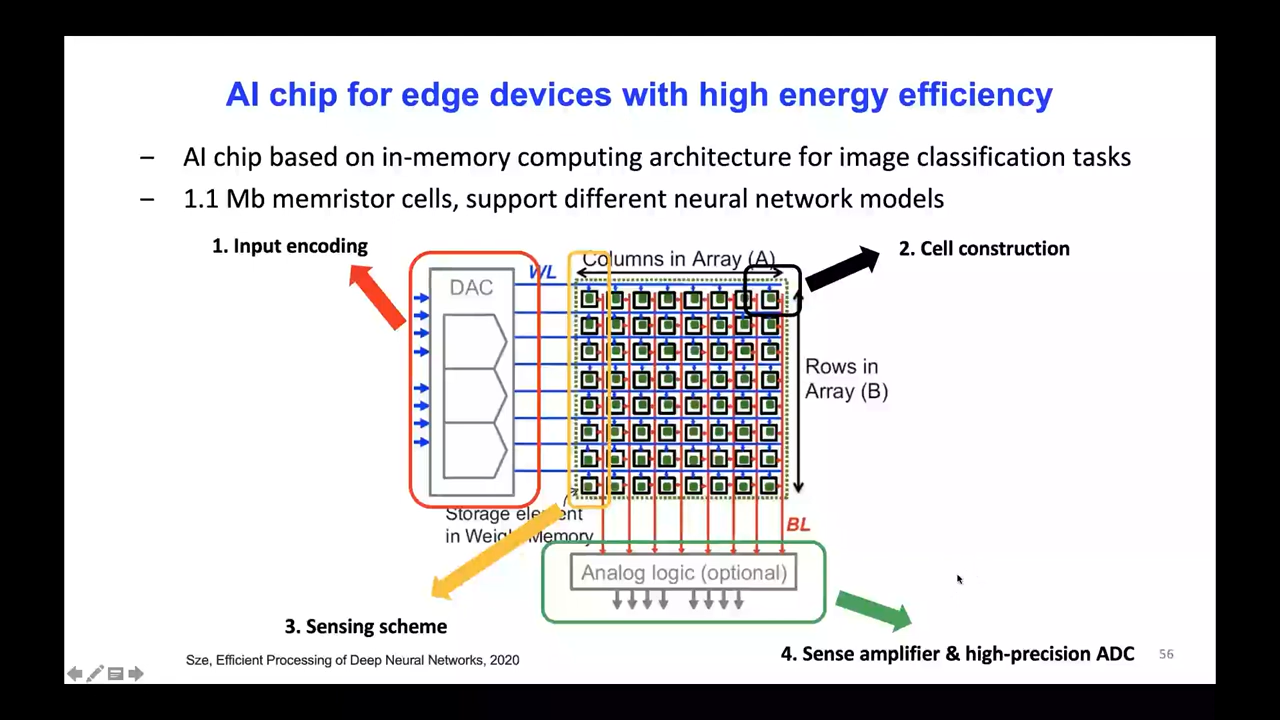 AI chip for edge devices with high energy efficiency
– AI chip based on in-memory computing architecture for image classification tasks
– 1.1 Mb memristor cells, support different neural network models
1. Input encoding
2. Cell construction
Columns in Array (A)
WL
DAC
Rows in
Array (B)
Storage element
in Weight Memory
BL
Analog logic (optional)
3. Sensing scheme
4. Sense amplifier & high-precision ADC
Sze, Efficient Processing of Deep Neural Networks, 2020
56